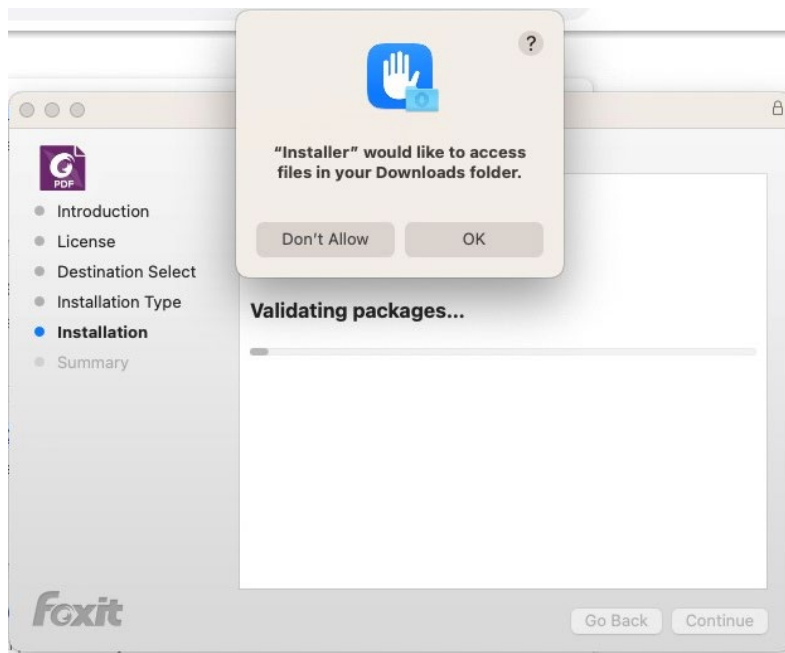 ?
“Installer” would like to access
files in your Downloads folder.
Don't Allow
OK
PDF
Introduction
License
Destination Select
Installation Type
Installation
Summary
Validating packages...
Foxit
Go Back
Continue